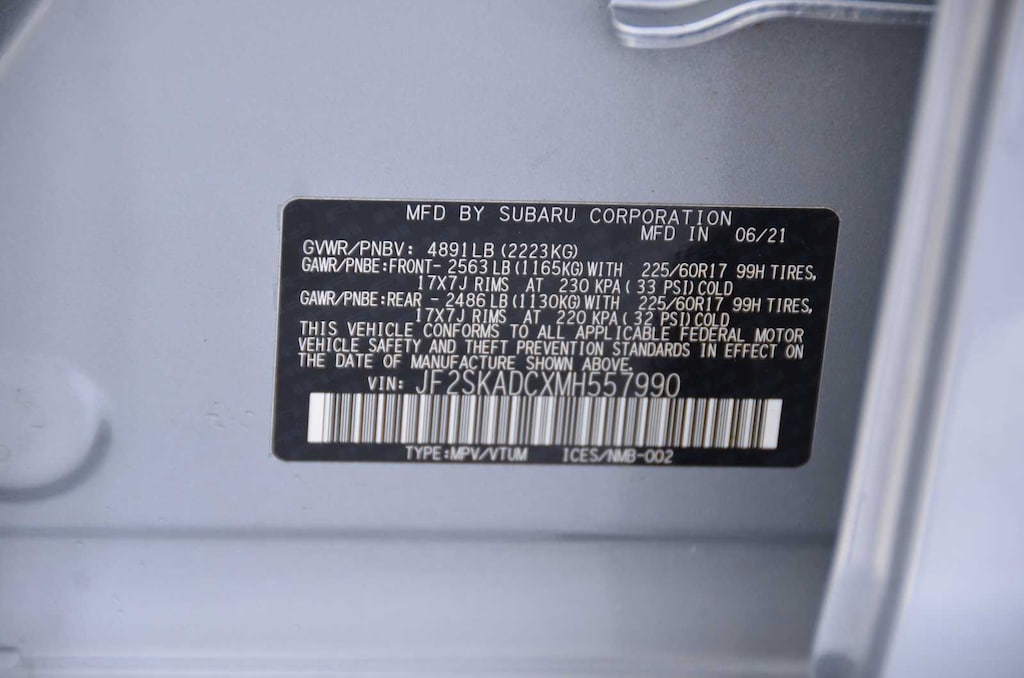 MFD BY SUBARU CORPORATION
MFD IN 06/21
GVWR/PNBV: 4891LB (2223KG)
GAWR/PNBE:FRONT- 2563LB (1165KG) WITH 225/60R17 99H TIRES,
17X7J RIMS AT 230 KPA ( 33 PSI) COLD
GAWR/PNBE:REAR - 2486LB (1130KG) WITH 225/60R17 99H TIRES,
17X7J RIMS AT 220 KPA ( 32 PSI) COLD
THIS VEHICLE CONFORMS TO ALL APPLICABLE FEDERAL MOTOR
VEHICLE SAFETY AND THEFT PREVENTION STANDARDS IN EFFECT ON
THE DATE OF MANUFACTURE SHOWN ABOVE.
VIN: JF2SKADCXMH557990
TYPE:MPV/VTUM ICES/NMB-002